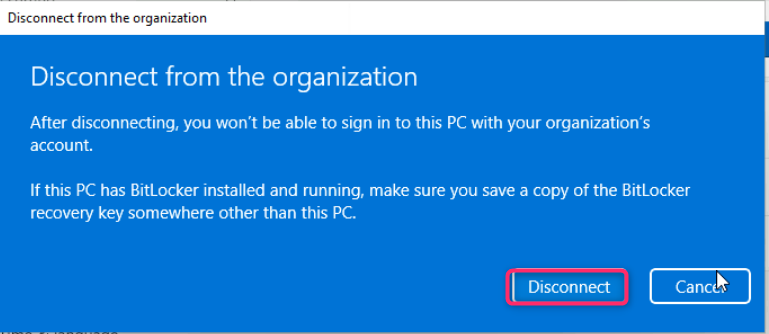 Disconnect from the organization
Disconnect from the organization
After disconnecting, you won't be able to sign in to this PC with your organization's
account.
If this PC has BitLocker installed and running, make sure you save a copy of the BitLocker
recovery key somewhere other than this PC.
Disconnect
Cancel